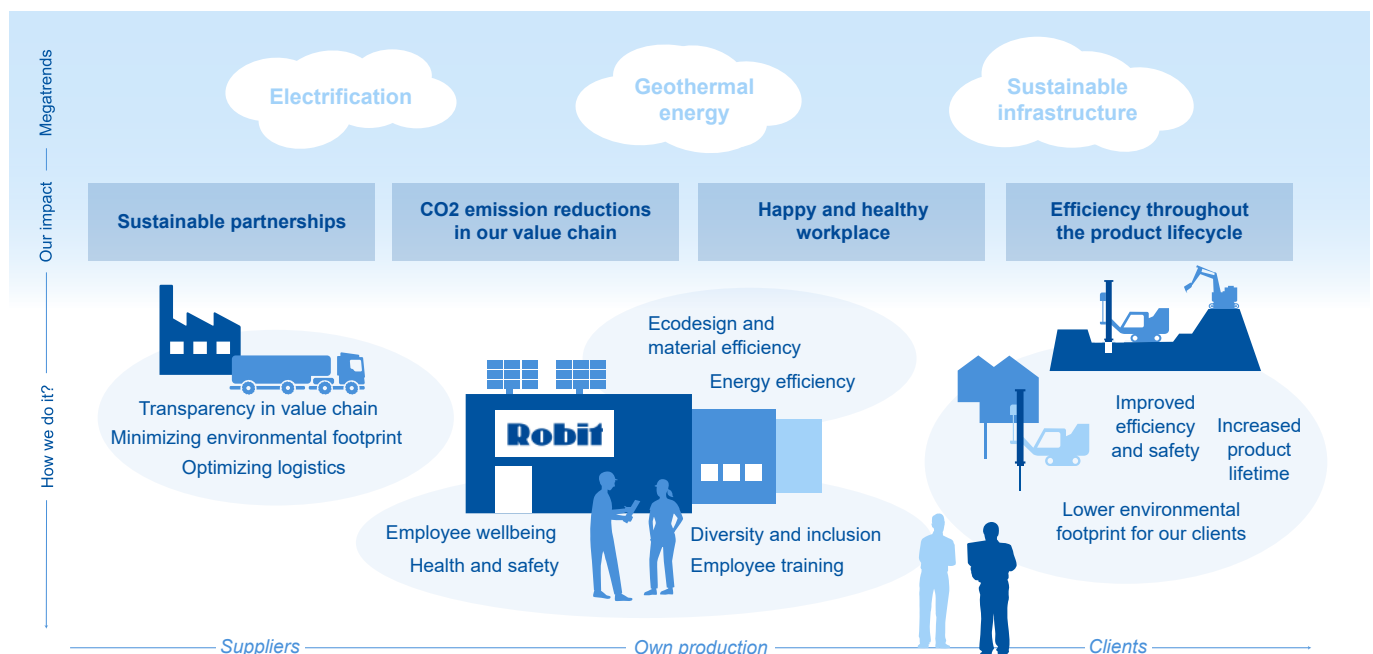 Megatrends
Electrification
Geothermal
energy
Sustainable
infrastructure
Our impact
Sustainable partnerships
CO2 emission reductions
in our value chain
Happy and healthy
workplace
Efficiency throughout
the product lifecycle
How we do it?
Transparency in value chain
Minimizing environmental footprint
Optimizing logistics
Ecodesign and
material efficiency
Energy efficiency
Robit
Employee wellbeing
Health and safety
Diversity and inclusion
Employee training
Improved
efficiency
and safety
Increased
product
lifetime
Lower environmental
footprint for our clients
Suppliers
Own production
Clients